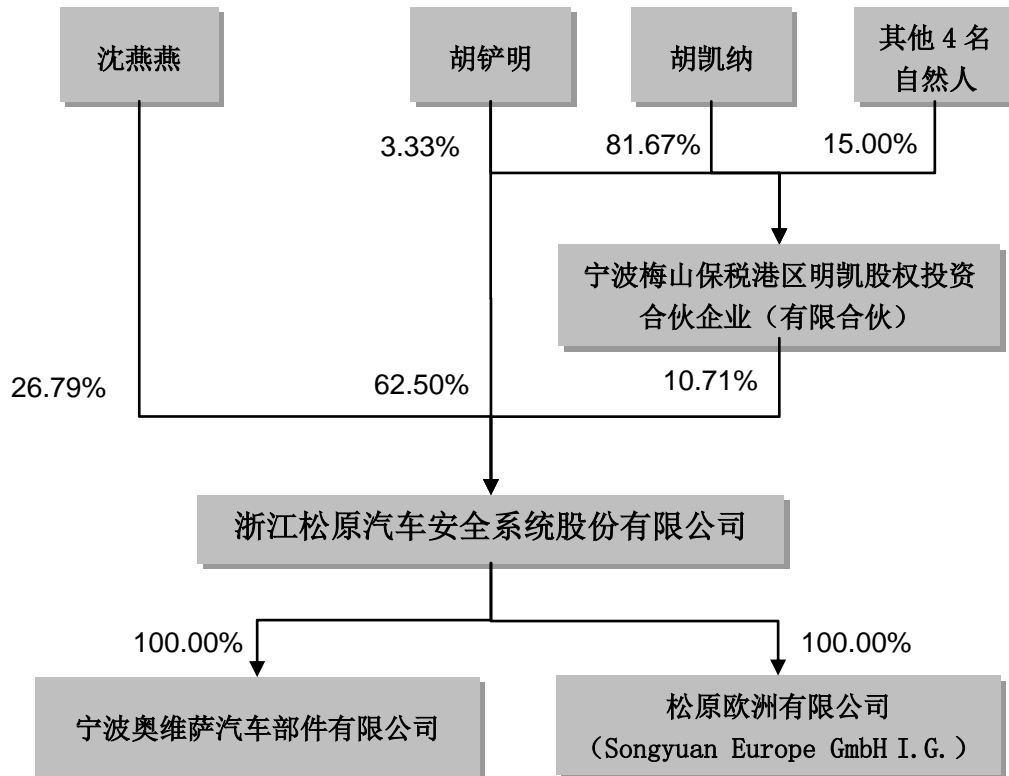 沈燕燕
胡铲明
胡凯纳
其他 4 名
自然人
3.33%
81.67%
15.00%
宁波梅山保税港区明凯股权投资
合伙企业（有限合伙）
26.79%
62.50%
10.71%
浙江松原汽车安全系统股份有限公司
100.00%
100.00%
宁波奥维萨汽车部件有限公司
松原欧洲有限公司
（Songyuan Europe GmbH I.G.）